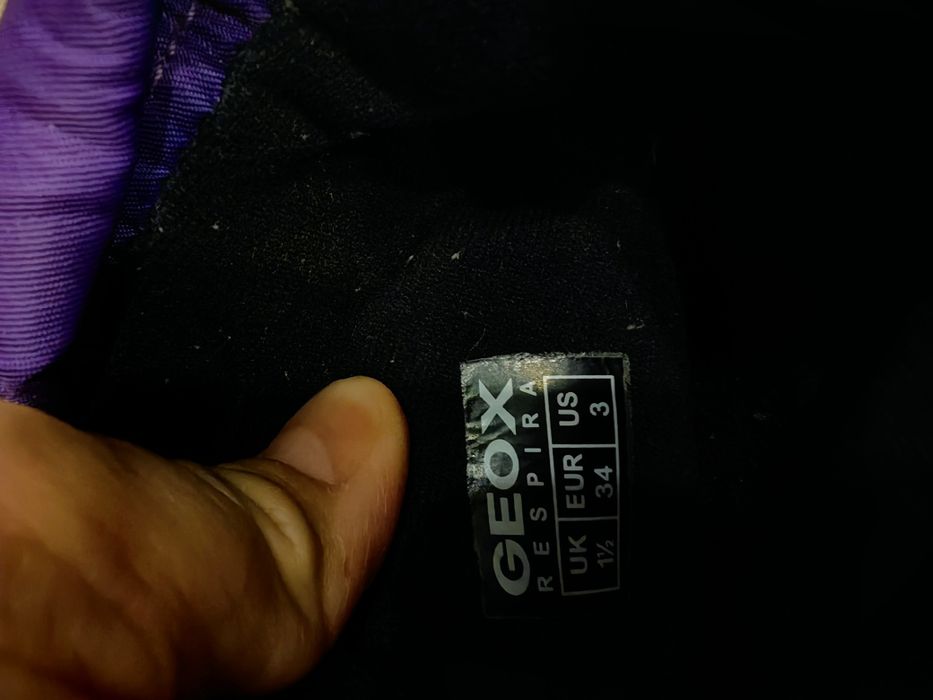 GEOX
RESPIRA
UK EUR US
1½ 34 3